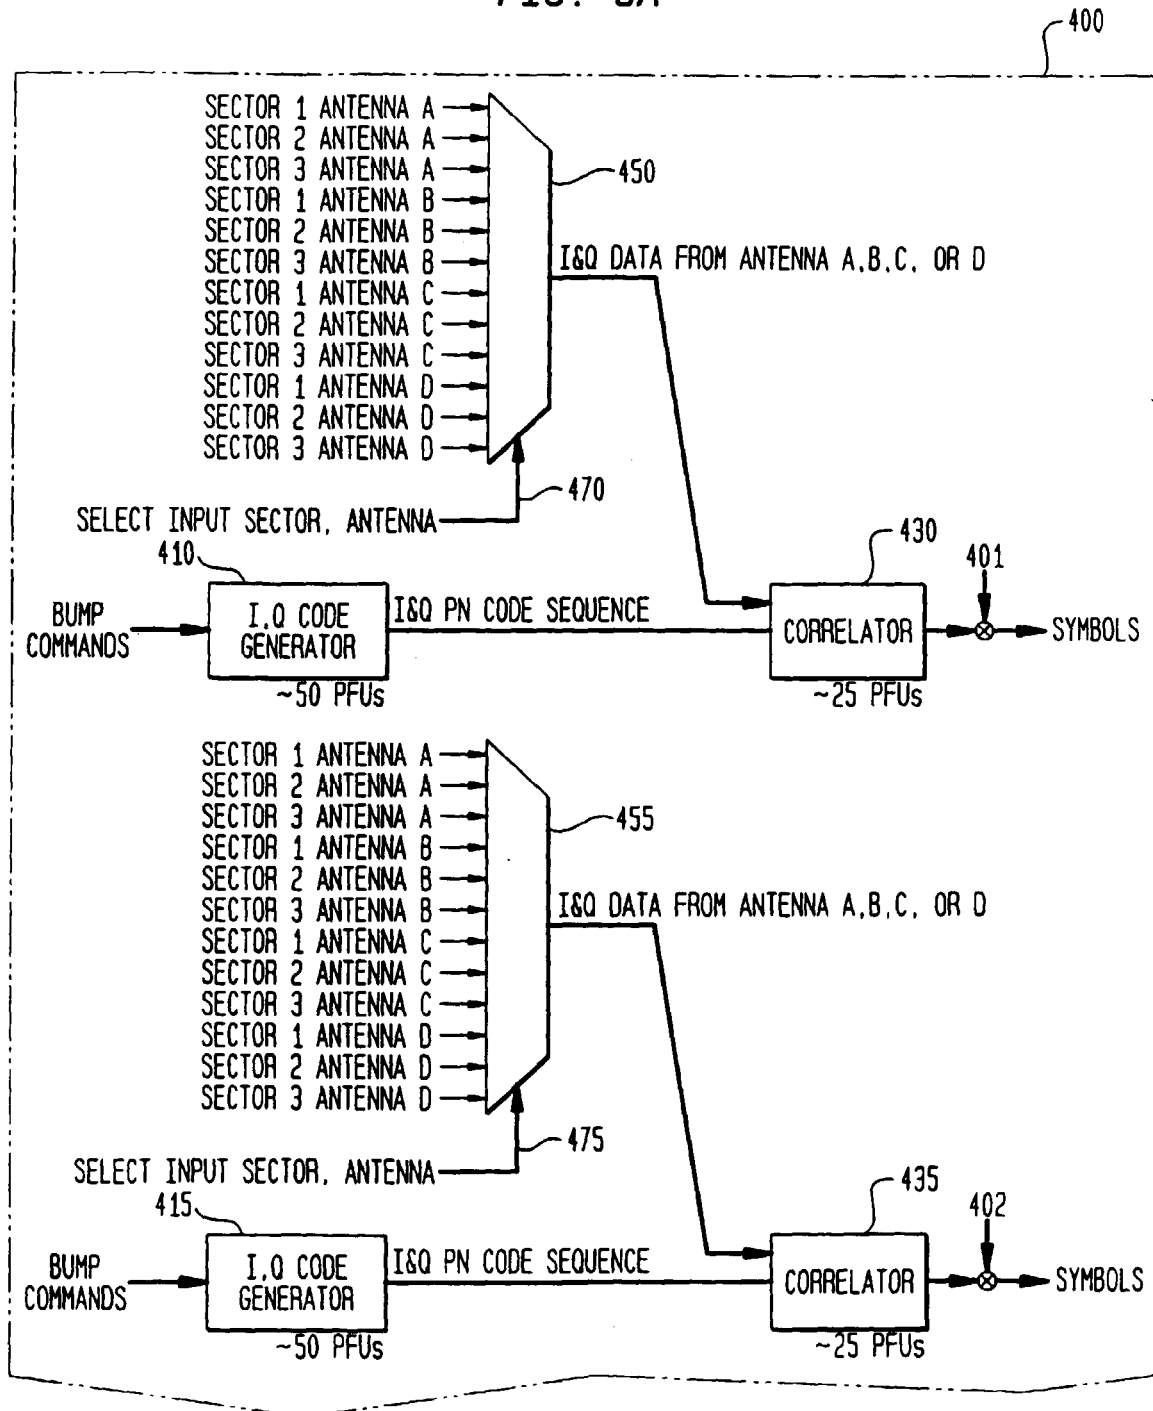 400
SECTOR 1 ANTENNA A
SECTOR 2 ANTENNA A
SECTOR 3 ANTENNA A
SECTOR 1 ANTENNA B
SECTOR 2 ANTENNA B
SECTOR 3 ANTENNA B
SECTOR 1 ANTENNA C
SECTOR 2 ANTENNA C
SECTOR 3 ANTENNA C
SECTOR 1 ANTENNA D
SECTOR 2 ANTENNA D
SECTOR 3 ANTENNA D
450
I&Q DATA FROM ANTENNA A,B,C, OR D
470
SELECT INPUT SECTOR, ANTENNA
410
BUMP
COMMANDS
I,Q CODE
GENERATOR
~50 PFUs
I&Q PN CODE SEQUENCE
430
CORRELATOR
~25 PFUs
401
SYMBOLS
SECTOR 1 ANTENNA A
SECTOR 2 ANTENNA A
SECTOR 3 ANTENNA A
SECTOR 1 ANTENNA B
SECTOR 2 ANTENNA B
SECTOR 3 ANTENNA B
SECTOR 1 ANTENNA C
SECTOR 2 ANTENNA C
SECTOR 3 ANTENNA C
SECTOR 1 ANTENNA D
SECTOR 2 ANTENNA D
SECTOR 3 ANTENNA D
455
I&Q DATA FROM ANTENNA A,B,C, OR D
475
SELECT INPUT SECTOR, ANTENNA
415
BUMP
COMMANDS
I,Q CODE
GENERATOR
~50 PFUs
I&Q PN CODE SEQUENCE
435
CORRELATOR
~25 PFUs
402
SYMBOLS